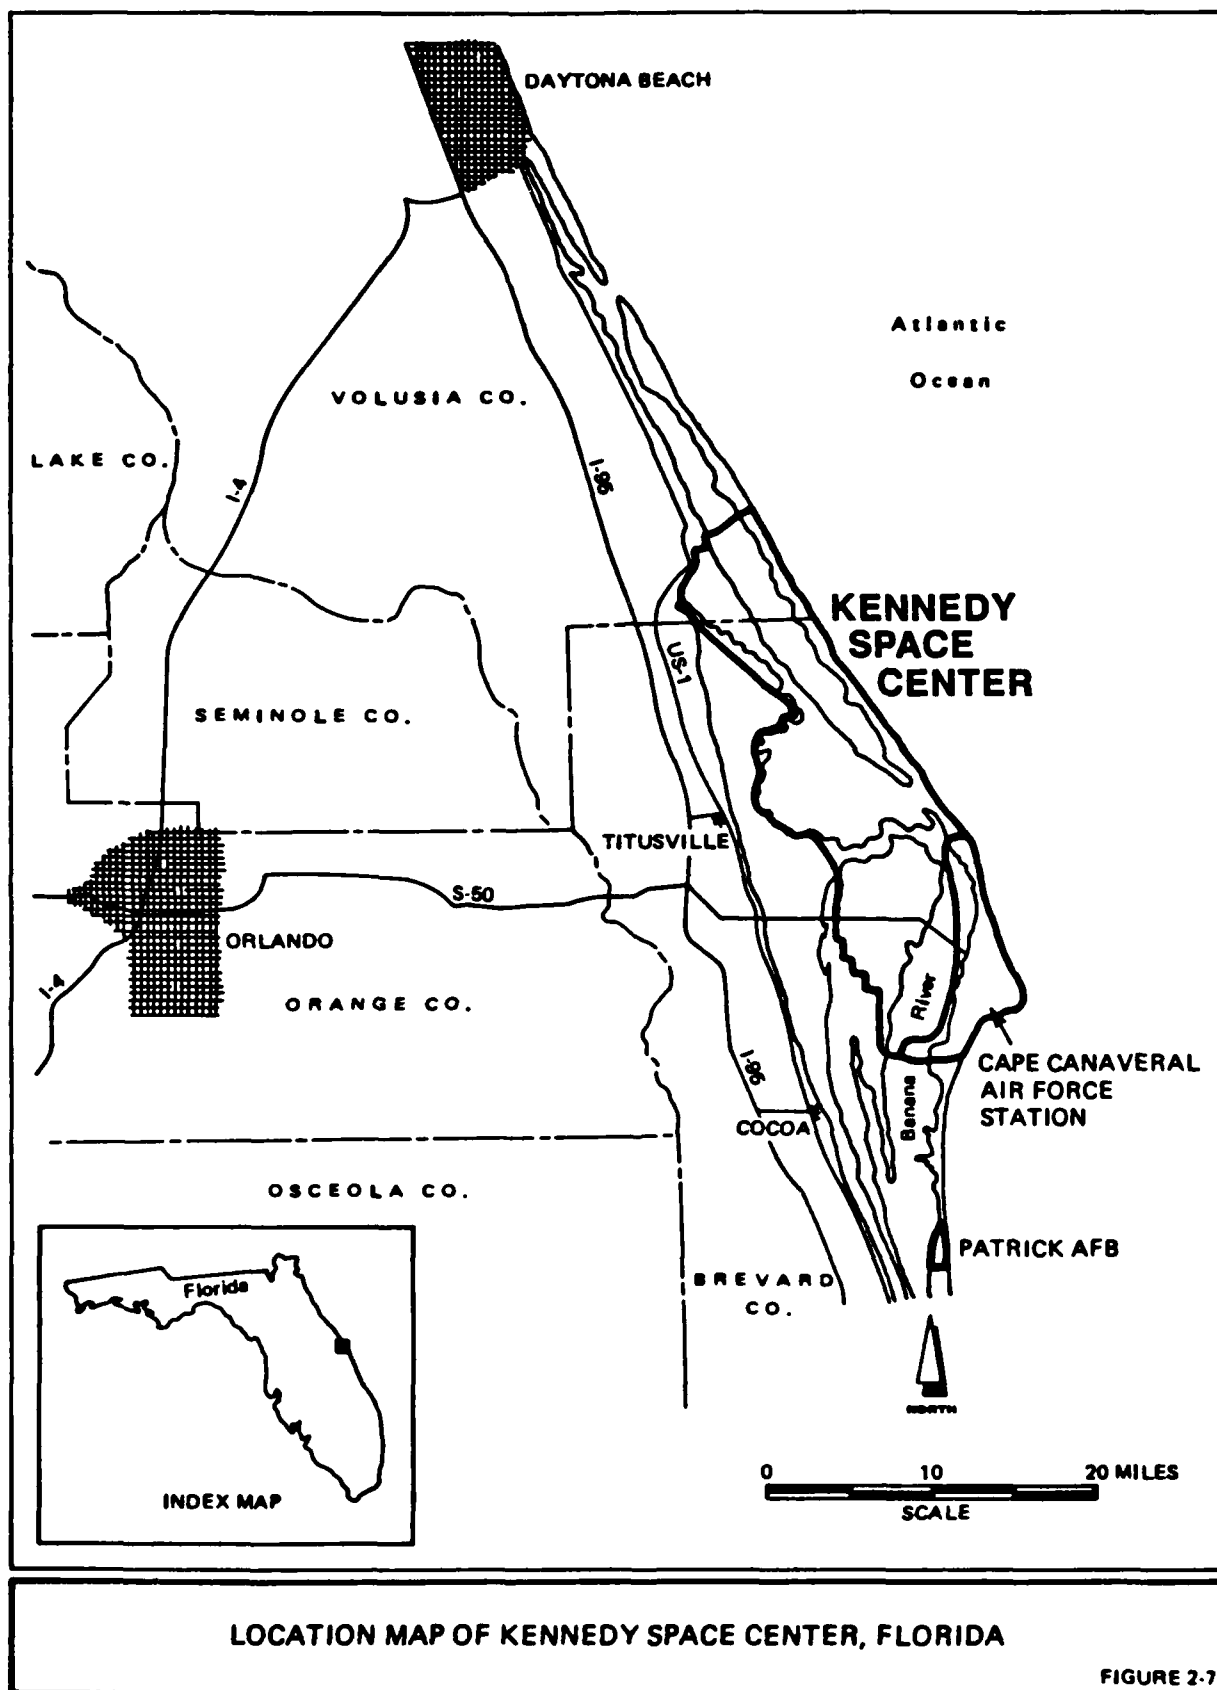 DAYTONA BEACH
Atlantic
Ocean
VOLUSIA CO.
LAKE CO.
I-4
I-95
KENNEDY
SPACE
CENTER
US-1
SEMINOLE CO.
TITUSVILLE
S-50
ORLANDO
I-4
ORANGE CO.
River
Banana
I-95
CAPE CANAVERAL
AIR FORCE
STATION
COCOA
OSCEOLA CO.
PATRICK AFB
BREVARD
CO.
Florida
INDEX MAP
NORTH
0 10 20 MILES
SCALE
LOCATION MAP OF KENNEDY SPACE CENTER, FLORIDA
FIGURE 2-7